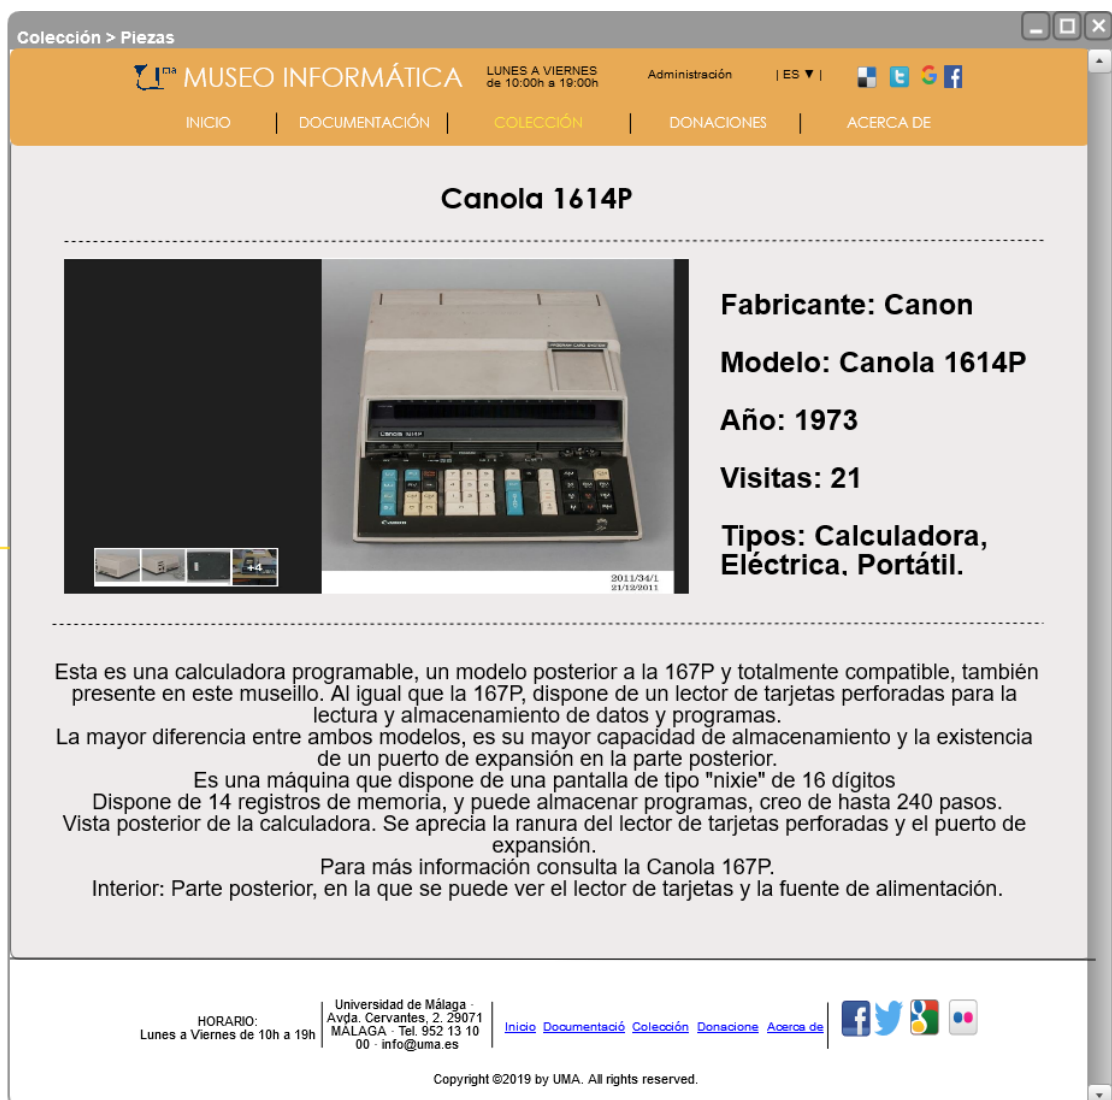 Colección > Piezas
Uma MUSEO INFORMÁTICA
LUNES A VIERNES
de 10:00h a 19:00h
Administración
| ES ▼ |
INICIO
DOCUMENTACIÓN
COLECCIÓN
DONACIONES
ACERCA DE
Canola 1614P
Canon
2011/34/1
21/12/2011
+4
Fabricante: Canon
Modelo: Canola 1614P
Año: 1973
Visitas: 21
Tipos: Calculadora,
Eléctrica, Portátil.
Esta es una calculadora programable, un modelo posterior a la 167P y totalmente compatible, también
presente en este museillo. Al igual que la 167P, dispone de un lector de tarjetas perforadas para la
lectura y almacenamiento de datos y programas.
La mayor diferencia entre ambos modelos, es su mayor capacidad de almacenamiento y la existencia
de un puerto de expansión en la parte posterior.
Es una máquina que dispone de una pantalla de tipo "nixie" de 16 dígitos
Dispone de 14 registros de memoria, y puede almacenar programas, creo de hasta 240 pasos.
Vista posterior de la calculadora. Se aprecia la ranura del lector de tarjetas perforadas y el puerto de
expansión.
Para más información consulta la Canola 167P.
Interior: Parte posterior, en la que se puede ver el lector de tarjetas y la fuente de alimentación.
HORARIO:
Lunes a Viernes de 10h a 19h
Universidad de Málaga ·
Avda. Cervantes, 2. 29071
MÁLAGA · Tel. 952 13 10
00 · info@uma.es
Inicio Documentació Colección Donacione Acerca de
Copyright ©2019 by UMA. All rights reserved.